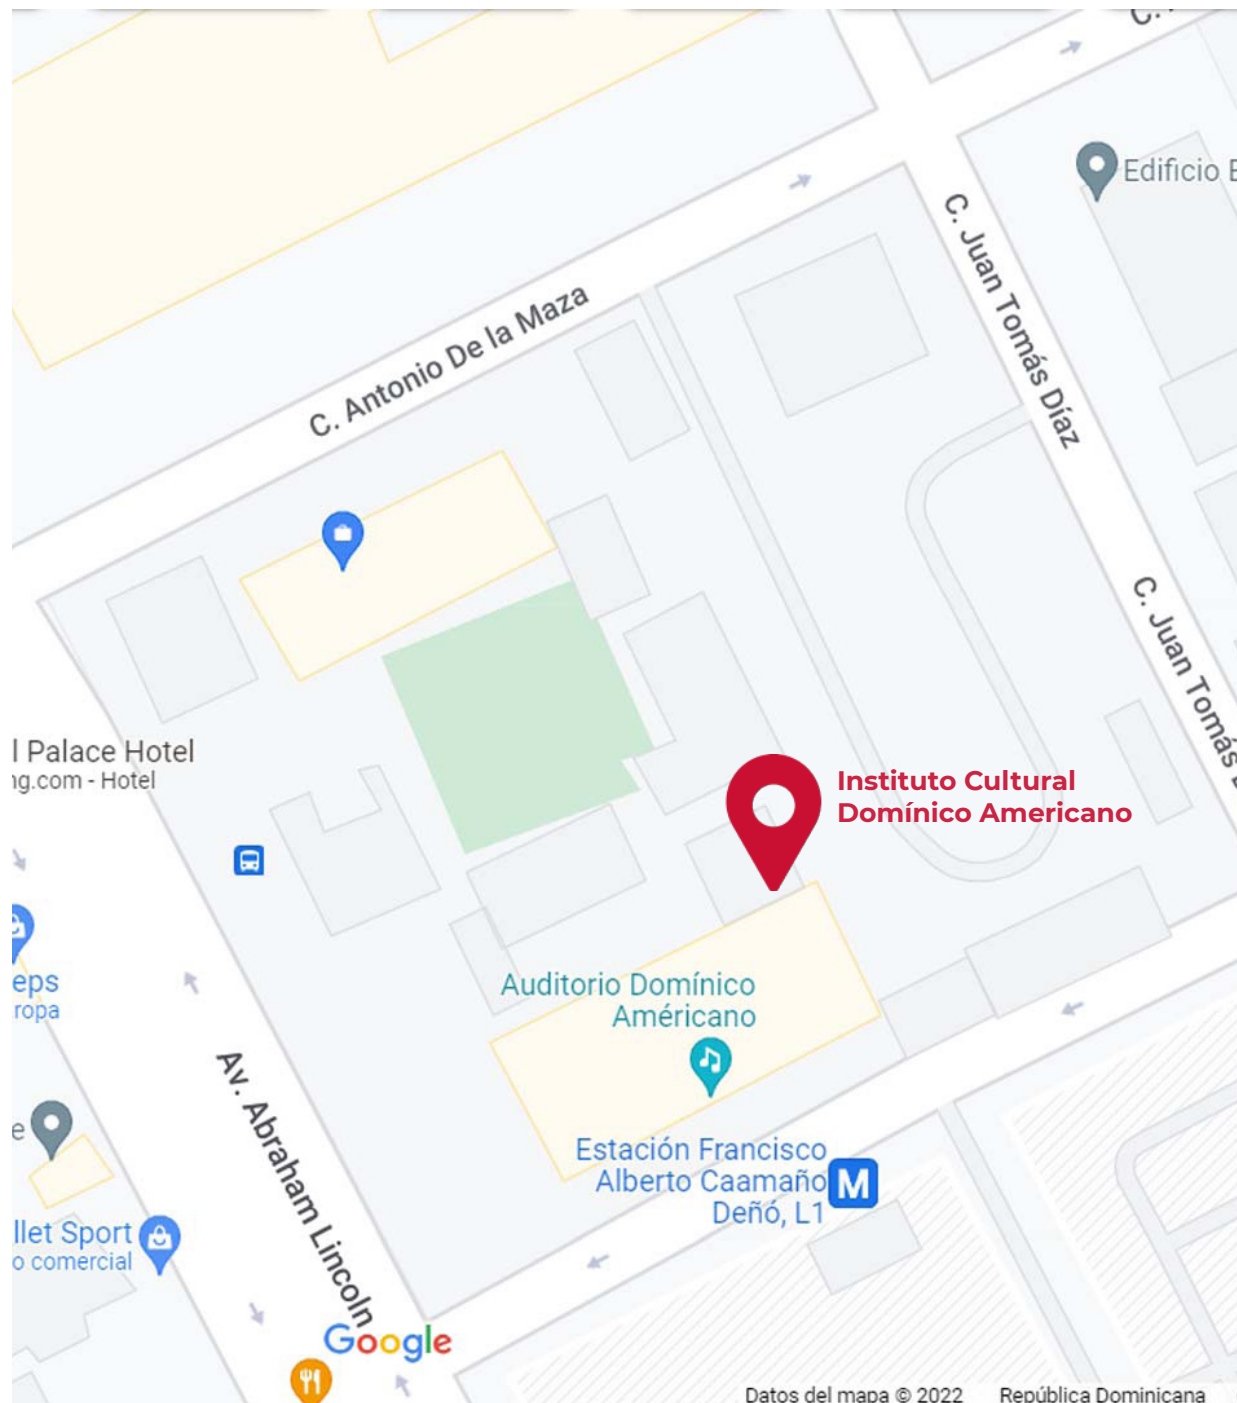 C.
Edificio E
C. Juan Tomás Díaz
C. Antonio De la Maza
C. Juan Tomás
l Palace Hotel
ng.com - Hotel
Instituto Cultural
Domínico Americano
eps
ropa
Auditorio Domínico
Américano
Av. Abraham Lincoln
e
Estación Francisco
Alberto Caamaño
Deñó, L1
M
llet Sport
o comercial
Google
Datos del mapa © 2022 República Dominicana